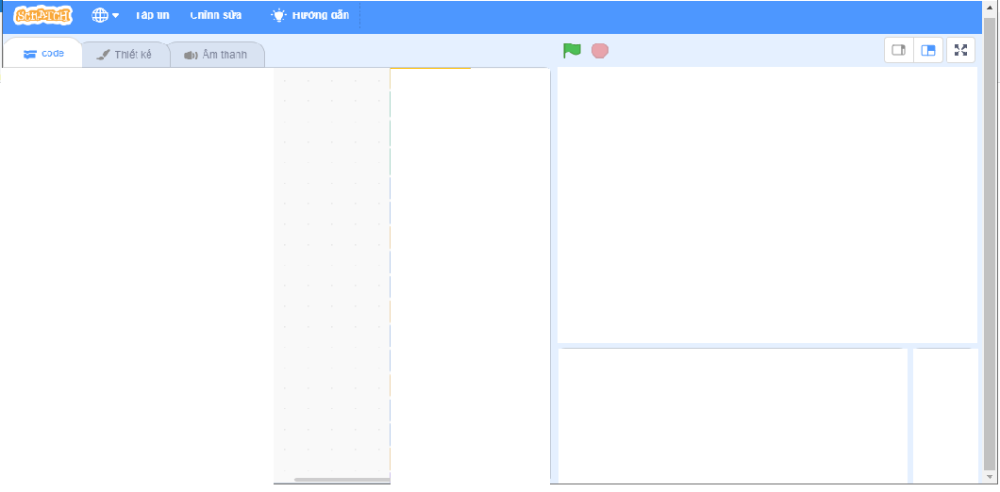 SCRATCH Tập tin Chỉnh sửa Hướng dẫn
code Thiết kế Âm thanh